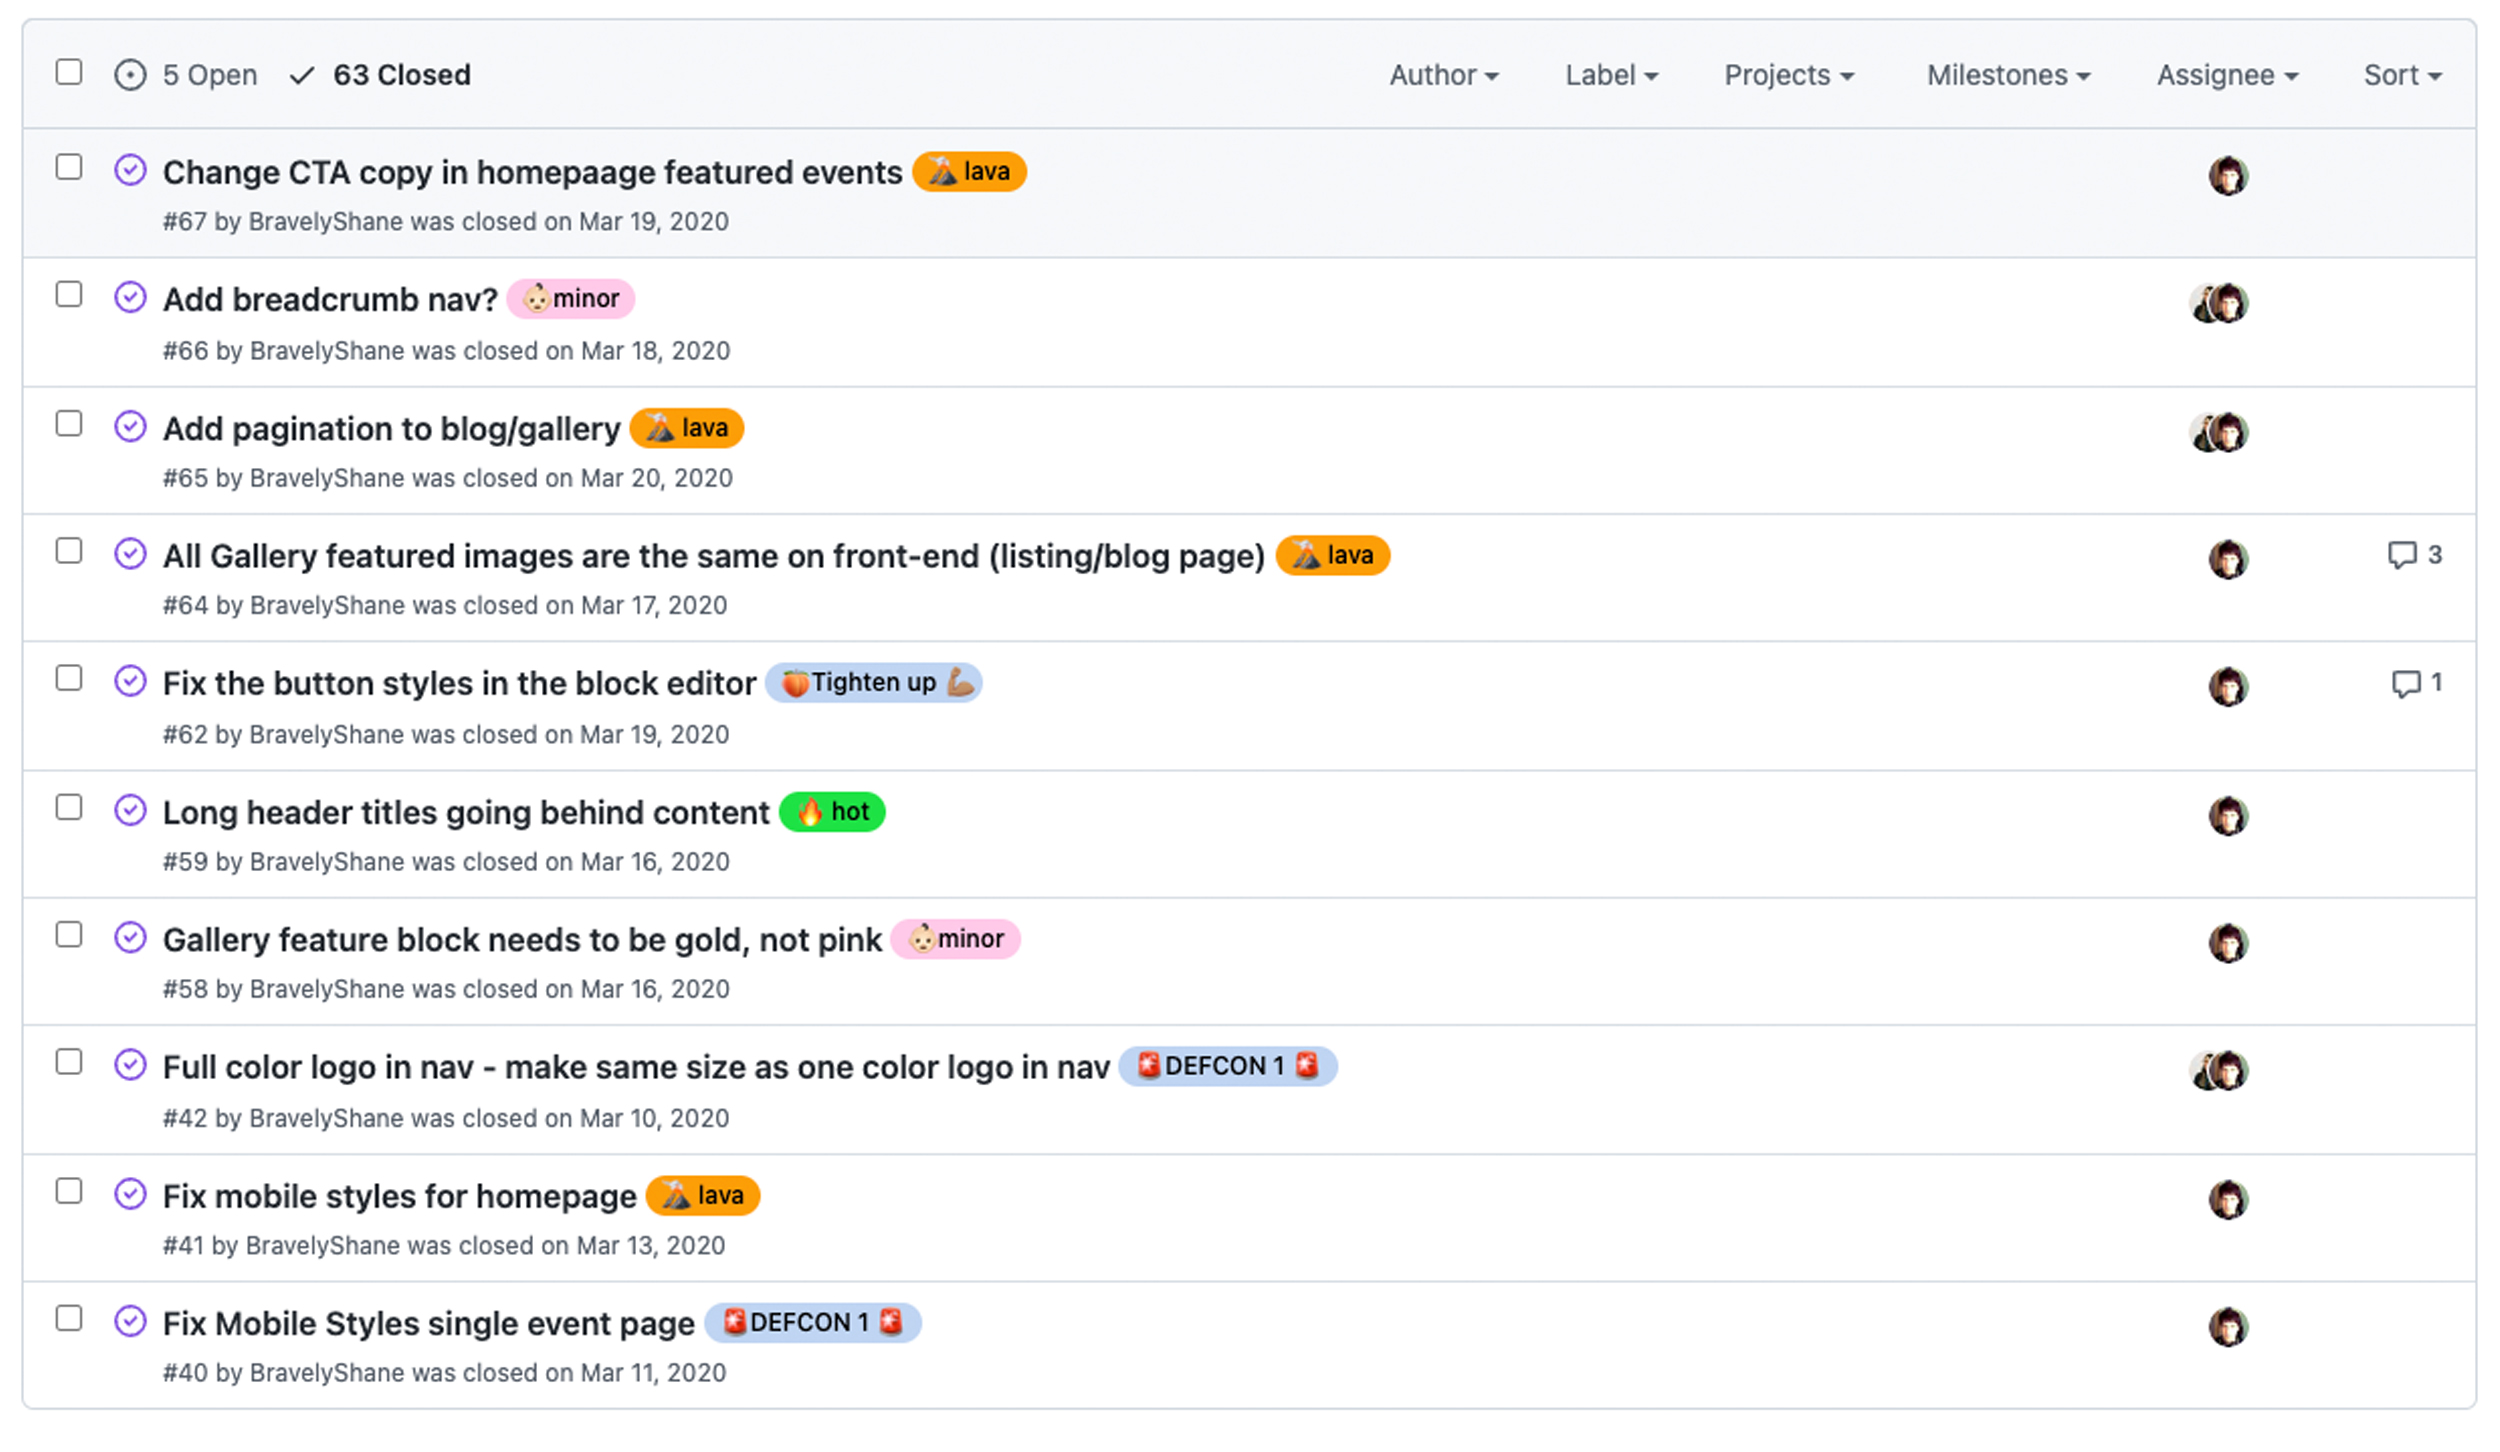 5 Open 63 Closed Author Label Projects Milestones Assignee Sort
Change CTA copy in homepaage featured events 🌋 lava
#67 by BravelyShane was closed on Mar 19, 2020
Add breadcrumb nav? 👶🏻minor
#66 by BravelyShane was closed on Mar 18, 2020
Add pagination to blog/gallery 🌋 lava
#65 by BravelyShane was closed on Mar 20, 2020
All Gallery featured images are the same on front-end (listing/blog page) 🌋 lava 3
#64 by BravelyShane was closed on Mar 17, 2020
Fix the button styles in the block editor 🍑Tighten up 💪🏽 1
#62 by BravelyShane was closed on Mar 19, 2020
Long header titles going behind content 🔥 hot
#59 by BravelyShane was closed on Mar 16, 2020
Gallery feature block needs to be gold, not pink 👶🏻minor
#58 by BravelyShane was closed on Mar 16, 2020
Full color logo in nav - make same size as one color logo in nav 🚨DEFCON 1 🚨
#42 by BravelyShane was closed on Mar 10, 2020
Fix mobile styles for homepage 🌋 lava
#41 by BravelyShane was closed on Mar 13, 2020
Fix Mobile Styles single event page 🚨DEFCON 1 🚨
#40 by BravelyShane was closed on Mar 11, 2020